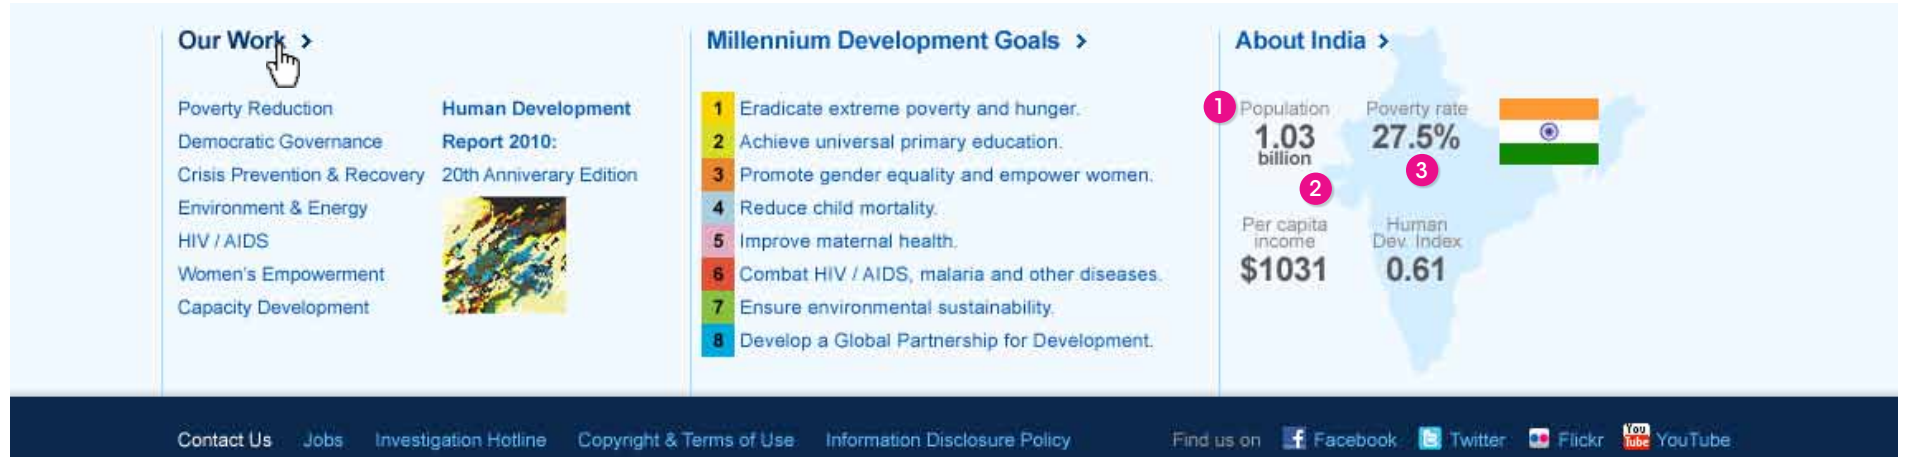 Our Work >
Poverty Reduction
Democratic Governance
Crisis Prevention & Recovery
Environment & Energy
HIV / AIDS
Women's Empowerment
Capacity Development
Human Development
Report 2010:
20th Anniverary Edition
Millennium Development Goals >
1 Eradicate extreme poverty and hunger.
2 Achieve universal primary education.
3 Promote gender equality and empower women.
4 Reduce child mortality.
5 Improve maternal health.
6 Combat HIV / AIDS, malaria and other diseases.
7 Ensure environmental sustainability.
8 Develop a Global Partnership for Development.
About India >
1 Population
1.03
billion
2
Poverty rate
27.5%
3
Per capita
income
$1031
Human
Dev. Index
0.61
Contact Us Jobs Investigation Hotline Copyright & Terms of Use Information Disclosure Policy Find us on Facebook Twitter Flickr You Tube YouTube